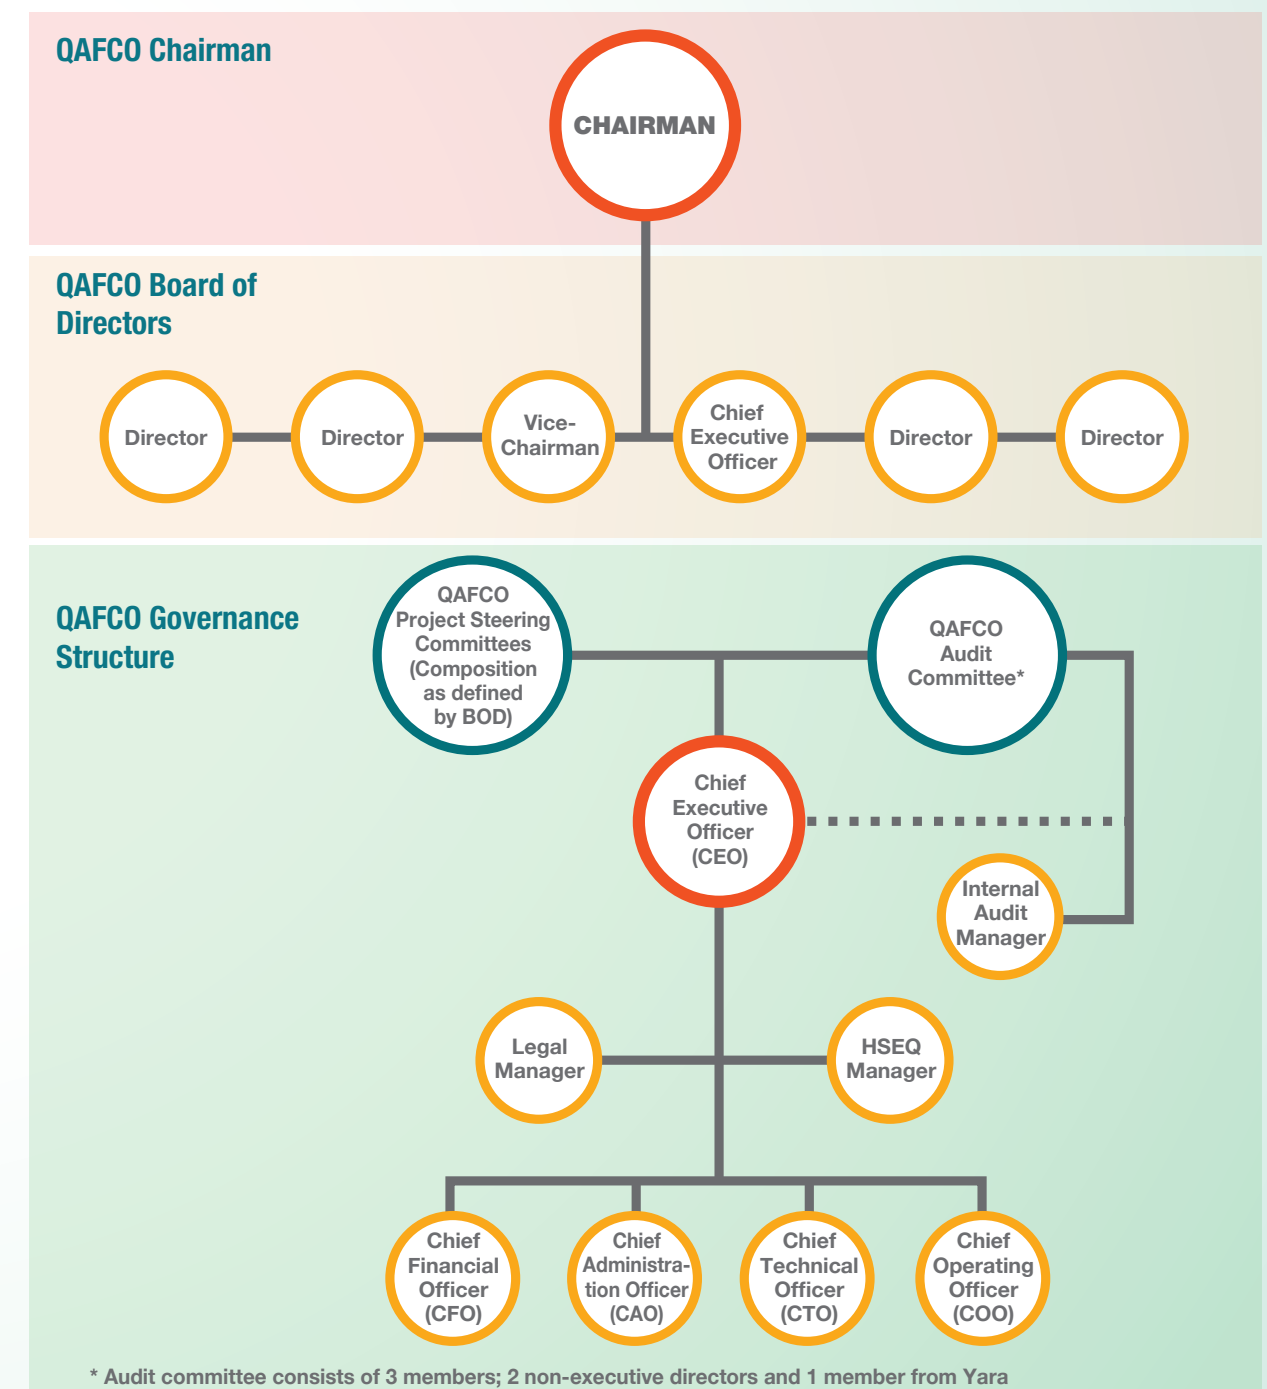 QAFCO Chairman
CHAIRMAN
QAFCO Board of
Directors
Director
Director
Vice-
Chairman
Chief
Executive
Officer
Director
Director
QAFCO Governance
Structure
QAFCO
Project Steering
Committees
(Composition
as defined
by BOD)
QAFCO
Audit
Committee*
Chief
Executive
Officer
(CEO)
Internal
Audit
Manager
Legal
Manager
HSEQ
Manager
Chief
Financial
Officer
(CFO)
Chief
Administra-
tion Officer
(CAO)
Chief
Technical
Officer
(CTO)
Chief
Operating
Officer
(COO)
* Audit committee consists of 3 members; 2 non-executive directors and 1 member from Yara